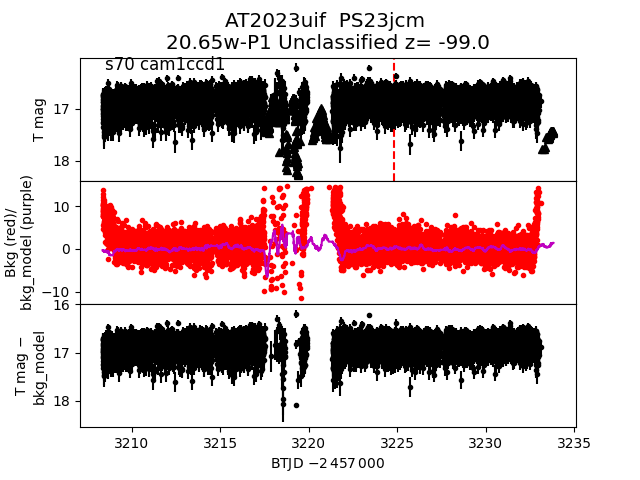 AT2023uif PS23jcm
20.65w-P1 Unclassified z= -99.0
s70 cam1ccd1
T mag
17
18
Bkg (red)/
bkg_model (purple)
10
0
−10
T mag −
bkg_model
16
17
18
3210 3215 3220 3225 3230 3235
BTJD −2 457 000